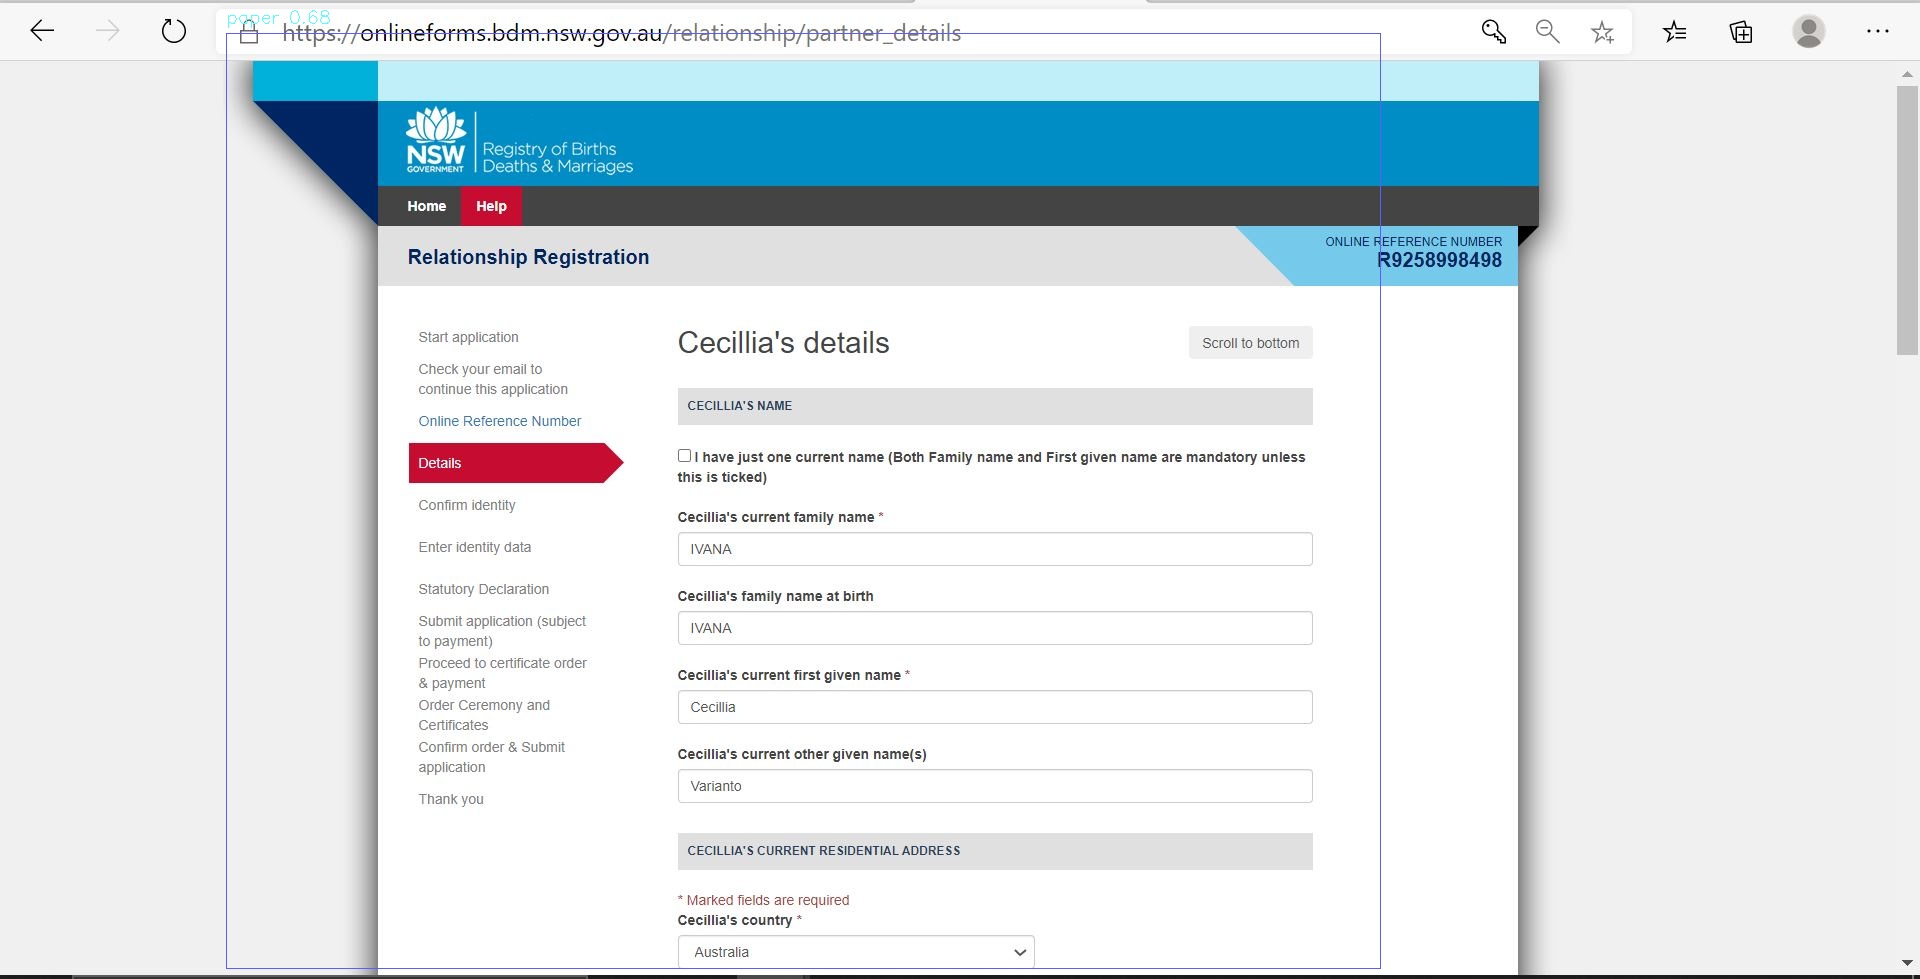 paper 0.68
https://onlineforms.bdm.nsw.gov.au/relationship/partner_details
NSW
GOVERNMENT
Registry of Births
Deaths & Marriages
Home
Help
Relationship Registration
ONLINE REFERENCE NUMBER
R9258998498
Start application
Check your email to
continue this application
Online Reference Number
Details
Confirm identity
Enter identity data
Statutory Declaration
Submit application (subject
to payment)
Proceed to certificate order
& payment
Order Ceremony and
Certificates
Confirm order & Submit
application
Thank you
Cecillia's details
Scroll to bottom
CECILLIA'S NAME
I have just one current name (Both Family name and First given name are mandatory unless
this is ticked)
Cecillia's current family name *
IVANA
Cecillia's family name at birth
IVANA
Cecillia's current first given name *
Cecillia
Cecillia's current other given name(s)
Varianto
CECILLIA'S CURRENT RESIDENTIAL ADDRESS
* Marked fields are required
Cecillia's country *
Australia